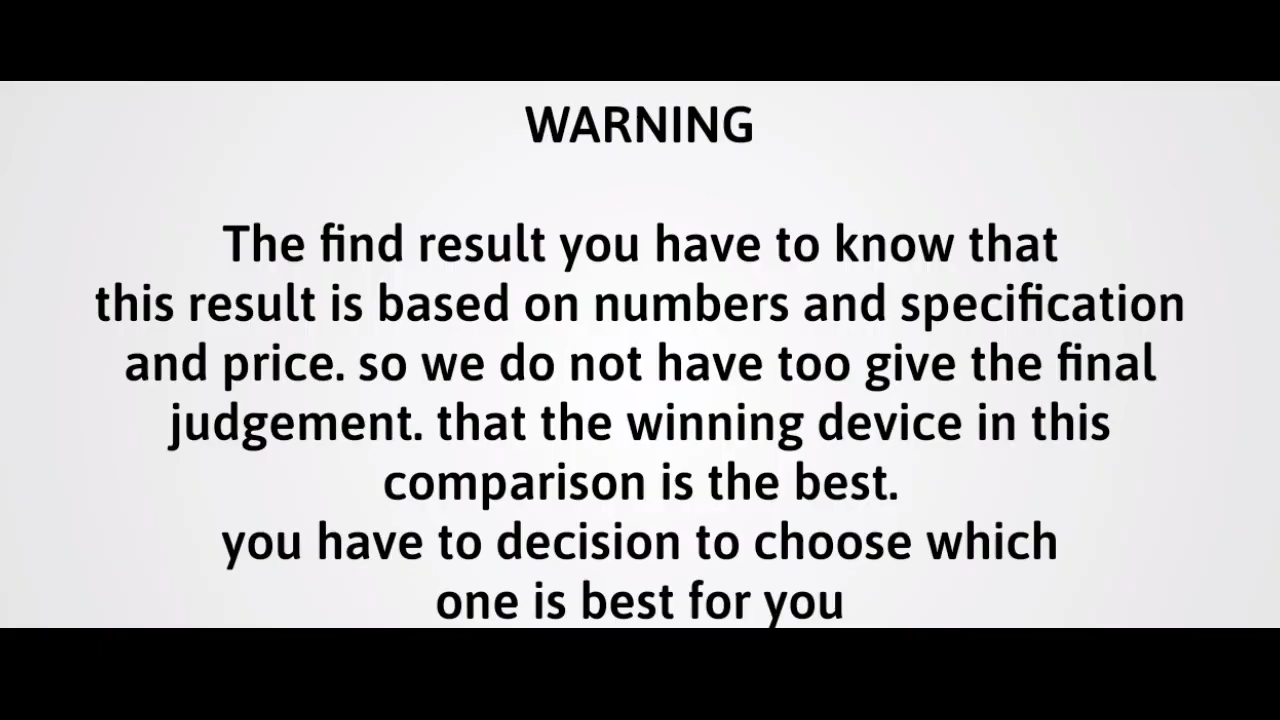 WARNING
The find result you have to know that
this result is based on numbers and specification
and price. so we do not have too give the final
judgement. that the winning device in this
comparison is the best.
you have to decision to choose which
one is best for you